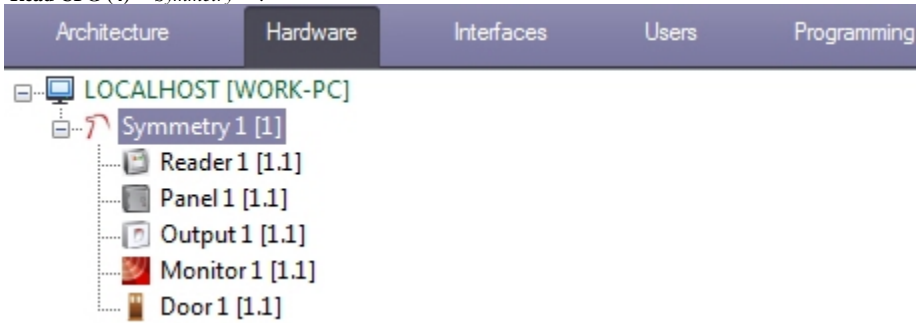 Architecture Hardware Interfaces Users Programming
LOCALHOST [WORK-PC]
Symmetry 1 [1]
Reader 1 [1.1]
Panel 1 [1.1]
Output 1 [1.1]
Monitor 1 [1.1]
Door 1 [1.1]